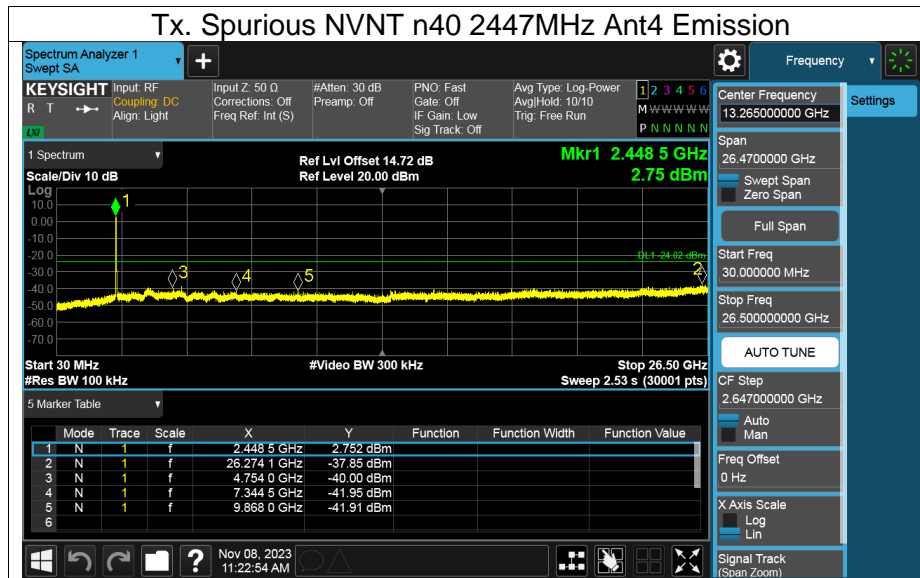 Tx. Spurious NVNT n40 2447MHz Ant4 Emission
Spectrum Analyzer 1
Swept SA
+
Frequency
KEYSIGHT
R T
LXI
Input: RF
Coupling: DC
Align: Light
Input Z: 50 Ω
Corrections: Off
Freq Ref: Int (S)
#Atten: 30 dB
Preamp: Off
PNO: Fast
Gate: Off
IF Gain: Low
Sig Track: Off
Avg Type: Log-Power
Avg|Hold: 10/10
Trig: Free Run
1 2 3 4 5 6
M W W W W W
P N N N N N
1 Spectrum
Scale/Div 10 dB
Ref Lvl Offset 14.72 dB
Ref Level 20.00 dBm
Mkr1 2.448 5 GHz
2.75 dBm
Log
10.0
0.00
-10.0
-20.0
-30.0
-40.0
-50.0
-60.0
-70.0
1
3
4
5
2
DL1 -24.02 dBm
Start 30 MHz
#Res BW 100 kHz
#Video BW 300 kHz
Stop 26.50 GHz
Sweep 2.53 s (30001 pts)
5 Marker Table
Mode Trace Scale X Y Function Function Width Function Value
1 N 1 f 2.448 5 GHz 2.752 dBm
2 N 1 f 26.274 1 GHz -37.85 dBm
3 N 1 f 4.754 0 GHz -40.00 dBm
4 N 1 f 7.344 5 GHz -41.95 dBm
5 N 1 f 9.868 0 GHz -41.91 dBm
6
?
Nov 08, 2023
11:22:54 AM
Center Frequency
13.265000000 GHz
Settings
Span
26.4700000 GHz
Swept Span
Zero Span
Full Span
Start Freq
30.000000 MHz
Stop Freq
26.500000000 GHz
AUTO TUNE
CF Step
2.647000000 GHz
Auto
Man
Freq Offset
0 Hz
X Axis Scale
Log
Lin
Signal Track
(Span Zoom)